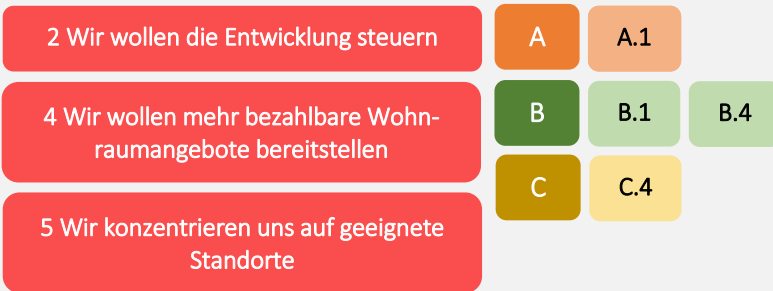 2 Wir wollen die Entwicklung steuern
A A.1
4 Wir wollen mehr bezahlbare Wohn-
raumangebote bereitstellen
B B.1 B.4
C C.4
5 Wir konzentrieren uns auf geeignete
Standorte